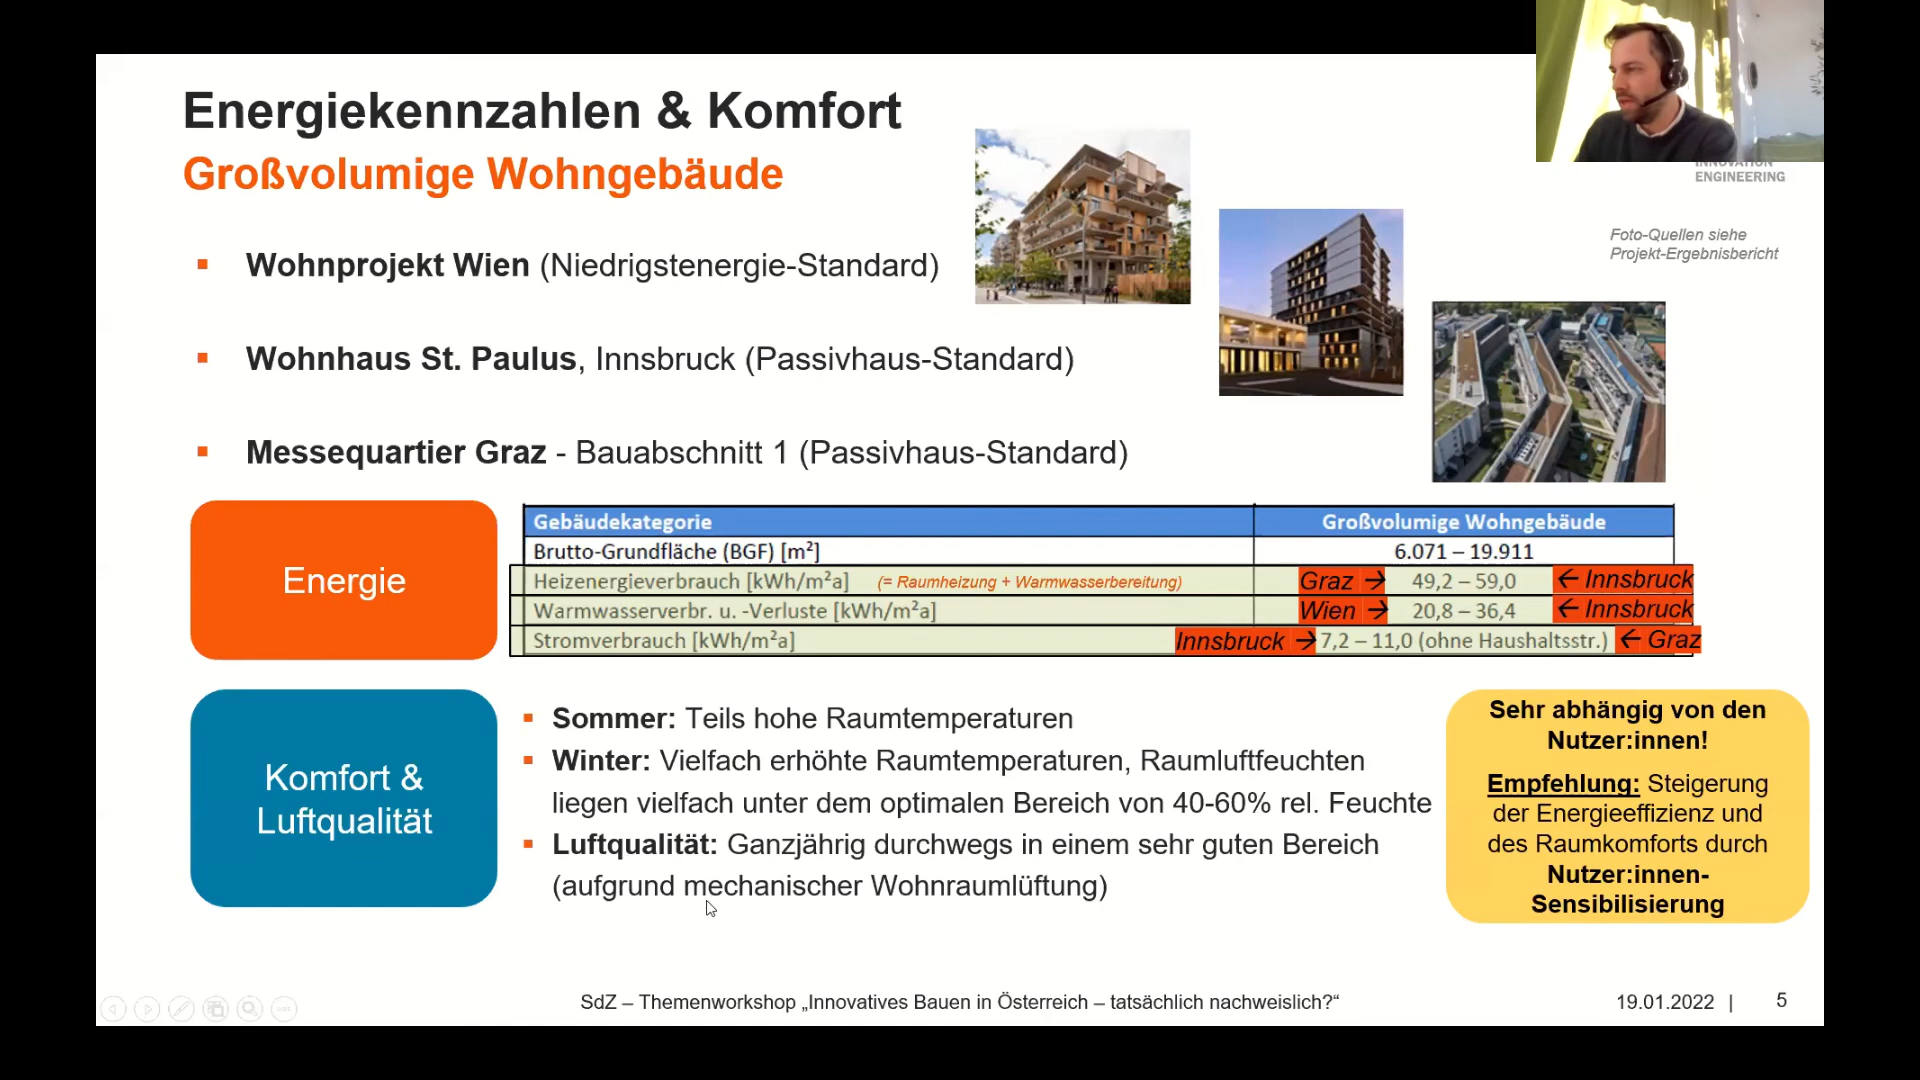 Energiekennzahlen & Komfort
Großvolumige Wohngebäude
INNOVATION
ENGINEERING
Foto-Quellen siehe
Projekt-Ergebnisbericht
▪ Wohnprojekt Wien (Niedrigstenergie-Standard)
▪ Wohnhaus St. Paulus, Innsbruck (Passivhaus-Standard)
▪ Messequartier Graz - Bauabschnitt 1 (Passivhaus-Standard)
Energie
Gebäudekategorie Großvolumige Wohngebäude
Brutto-Grundfläche (BGF) [m²] 6.071 – 19.911
Heizenergieverbrauch [kWh/m²a] (= Raumheizung + Warmwasserbereitung) Graz → 49,2 – 59,0 ← Innsbruck
Warmwasserverbr. u. -Verluste [kWh/m²a] Wien → 20,8 – 36,4 ← Innsbruck
Stromverbrauch [kWh/m²a] Innsbruck → 7,2 – 11,0 (ohne Haushaltsstr.) ← Graz
Komfort &
Luftqualität
▪ Sommer: Teils hohe Raumtemperaturen
▪ Winter: Vielfach erhöhte Raumtemperaturen, Raumluftfeuchten
liegen vielfach unter dem optimalen Bereich von 40-60% rel. Feuchte
▪ Luftqualität: Ganzjährig durchwegs in einem sehr guten Bereich
(aufgrund mechanischer Wohnraumlüftung)
Sehr abhängig von den
Nutzer:innen!
Empfehlung: Steigerung
der Energieeffizienz und
des Raumkomforts durch
Nutzer:innen-
Sensibilisierung
SdZ – Themenworkshop „Innovatives Bauen in Österreich – tatsächlich nachweislich?“
19.01.2022 | 5